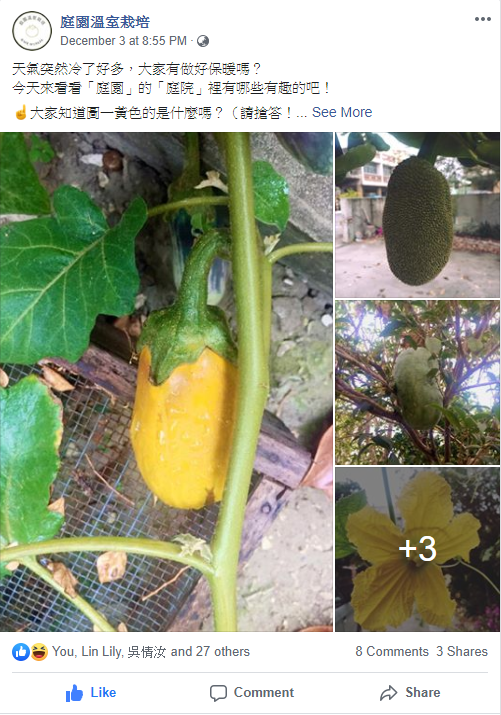 庭園溫室栽培
December 3 at 8:55 PM ·
天氣突然冷了好多，大家有做好保暖嗎？
今天來看看「庭園」的「庭院」裡有哪些有趣的吧！
☝大家知道圖一黃色的是什麼嗎？（請搶答！... See More
+3
You, Lin Lily, 吳倩汝 and 27 others
8 Comments 3 Shares
Like Comment Share